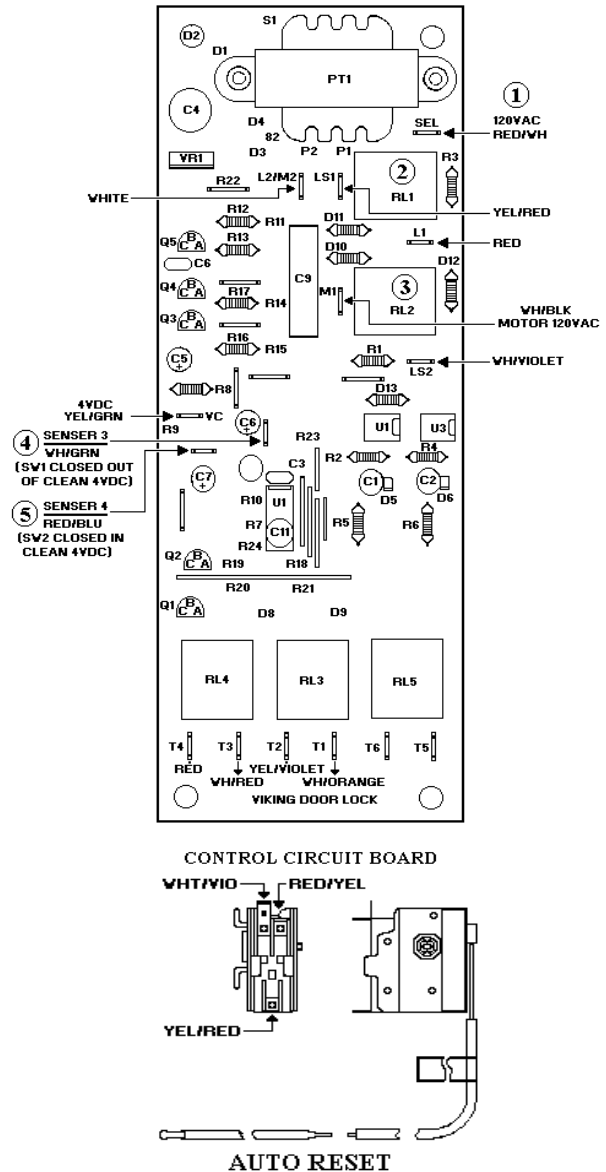 S1
D2
D1
PT1
1
C4
D4
SEL
120VAC
RED/WH
82
D3
P2
P1
VR1
R3
2
L2/M2
LS1
R22
RL1
WHITE
YEL/RED
R12
R11
D11
Q5
B
C A
R13
L1
RED
C6
D10
D12
C9
3
Q4
B
C A
R17
R14
M1
RL2
WH/BLK
MOTOR 120VAC
Q3
B
C A
R16
R15
R1
C5
+
LS2
WH/VIOLET
R8
D13
4VDC
YEL/GRN
VC
R9
C6
+
U1
U3
4
SENSER 3
WH/GRN
(SW1 CLOSED OUT
OF CLEAN 4VDC)
R23
R2
R4
C7
+
C3
C1
D5
C2
D6
5
SENSER 4
RED/BLU
(SW2 CLOSED IN
CLEAN 4VDC)
R10
U1
R7
C11
R5
R6
R24
Q2
B
C A
R19
R18
R20
R21
Q1
B
C A
D8
D9
RL4
RL3
RL5
T4
T3
T2
T1
T6
T5
RED
YEL/VIOLET
WH/RED
WH/ORANGE
VIKING DOOR LOCK
CONTROL CIRCUIT BOARD
WHT/VIO
RED/YEL
YEL/RED
AUTO RESET